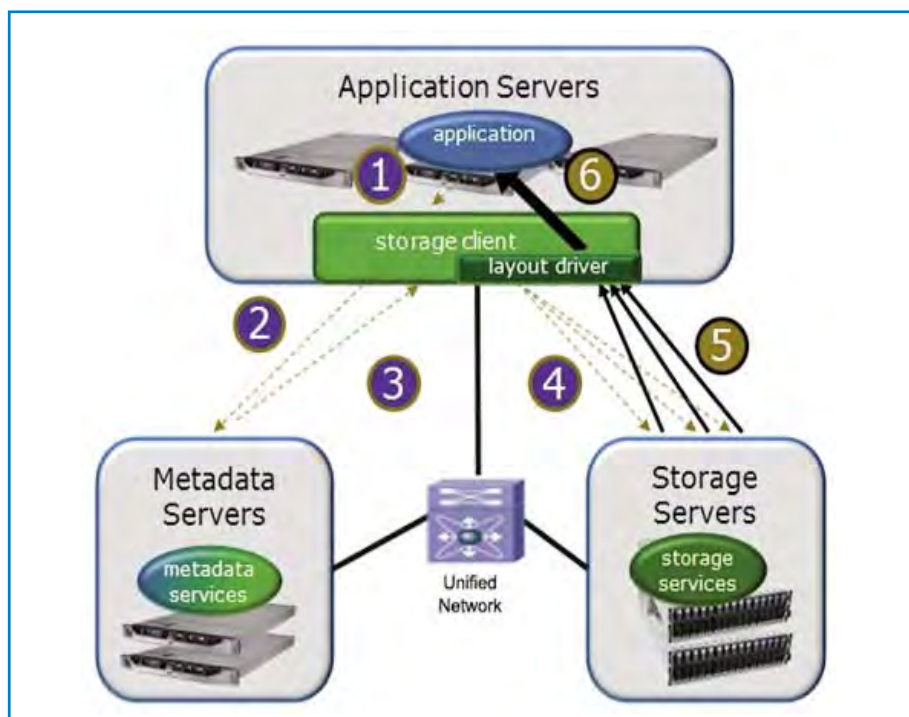 Application Servers
application
1
6
storage client
layout driver
2
3
4
5
Metadata
Servers
metadata
services
Unified
Network
Storage
Servers
storage
services